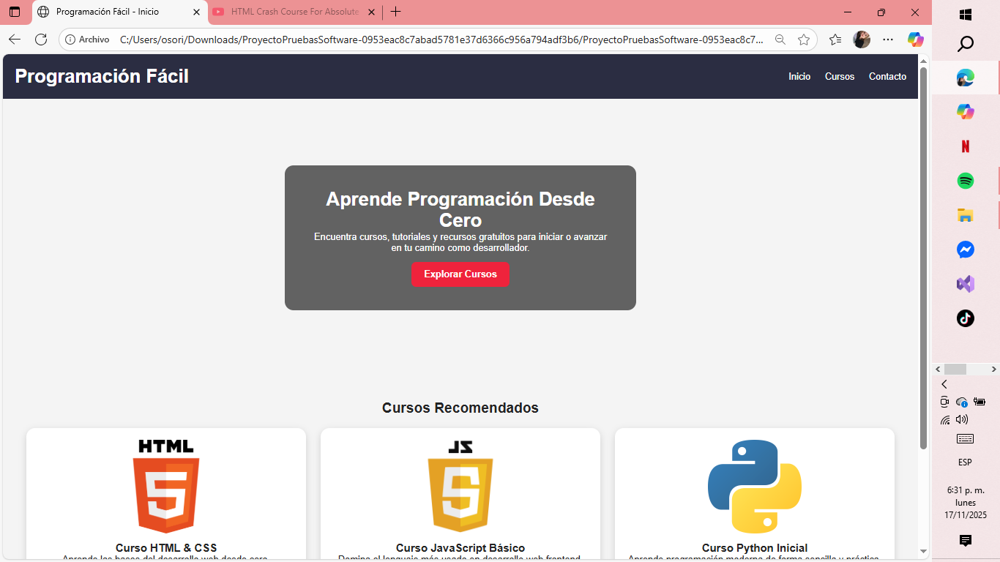 Programación Fácil - Inicio
HTML Crash Course For Absolute
Archivo
C:/Users/osori/Downloads/ProyectoPruebasSoftware-0953eac8c7abad5781e37d6366c956a794adf3b6/ProyectoPruebasSoftware-0953eac8c7...
Programación Fácil
Inicio Cursos Contacto
Aprende Programación Desde
Cero
Encuentra cursos, tutoriales y recursos gratuitos para iniciar o avanzar
en tu camino como desarrollador.
Explorar Cursos
Cursos Recomendados
HTML
5
JS
Curso HTML & CSS
Curso JavaScript Básico
Curso Python Inicial
Aprende las bases del desarrollo web desde cero.
Domina el lenguaje más usado en desarrollo web frontend.
Aprende programación moderna de forma sencilla y práctica.
N
ESP
6:31 p. m.
lunes
17/11/2025